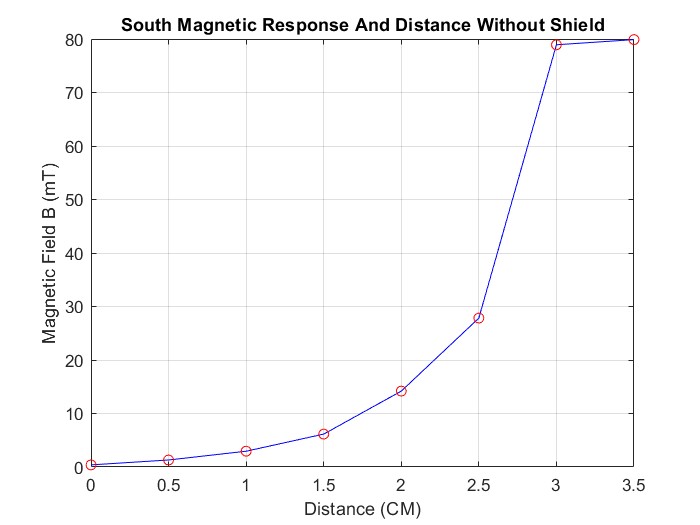 South Magnetic Response And Distance Without Shield
80
70
60
50
40
30
20
10
0
Magnetic Field B (mT)
0 0.5 1 1.5 2 2.5 3 3.5
Distance (CM)